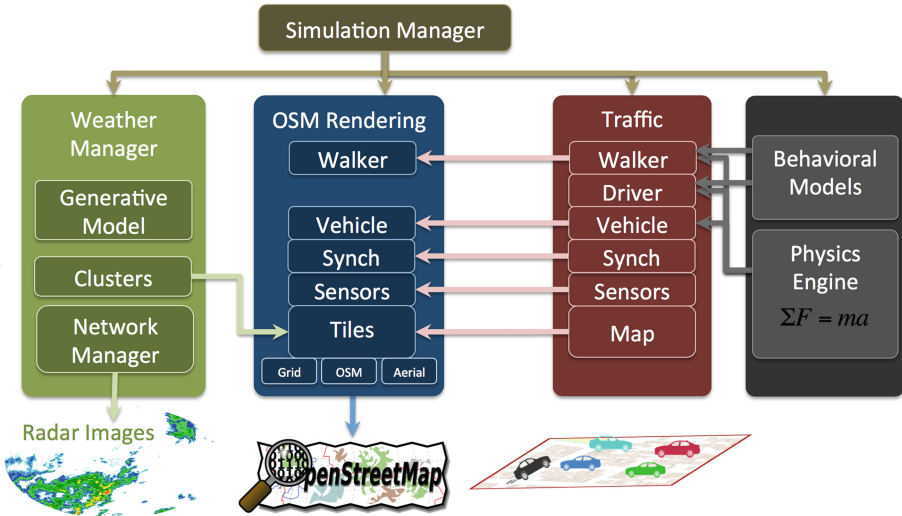 Simulation Manager
Weather
Manager
Generative
Model
Clusters
Network
Manager
Radar Images
OSM Rendering
Walker
Vehicle
Synch
Sensors
Tiles
Grid
OSM
Aerial
OpenStreetMap
Traffic
Walker
Driver
Vehicle
Synch
Sensors
Map
Behavioral
Models
Physics
Engine
ΣF = ma